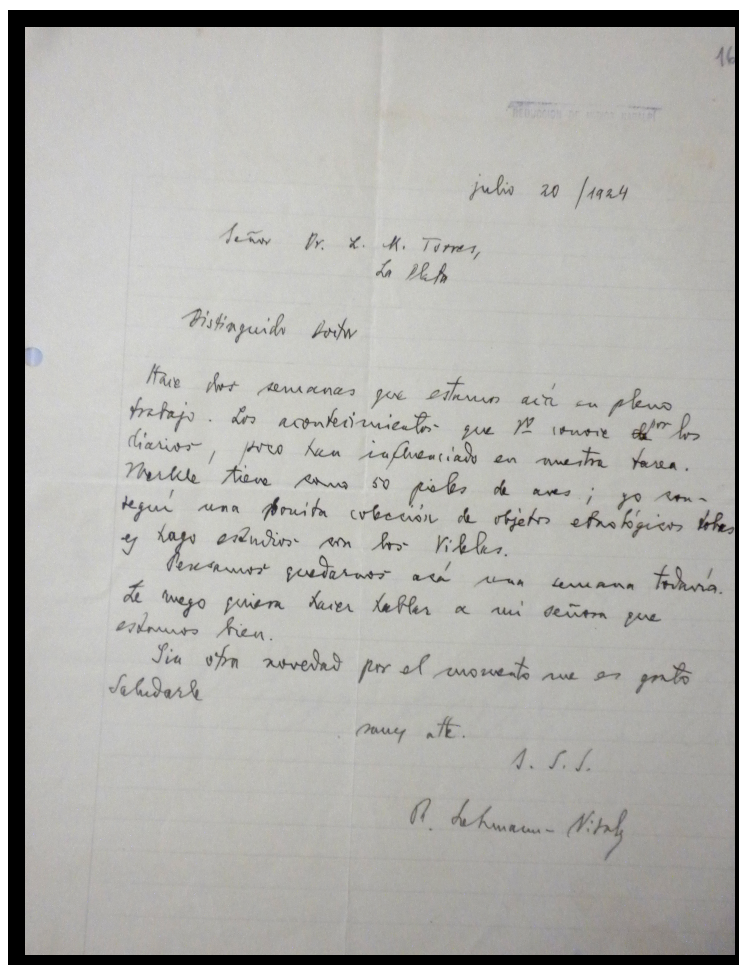 16
julio 20 / 1924
Señor Dr. L. M. Torres,
La Plata
Distinguido Doctor
Hace dos semanas que estamos acá en pleno
trabajo. Los acontecimientos que Vd conoce por los
diarios, poco han influenciado en nuestra tarea.
Merkle tiene como 50 pieles de aves; yo con-
seguí una bonita colección de objetos etnológicos tobas
y hago estudios con los Vilelas.
Pensamos quedarnos acá una semana todavía.
Le ruego quiera hacer hablar a mi señora que
estamos bien.
Sin otra novedad por el momento me es grato
saludarle
muy atte.
S. S. S.
R. Lehmann-Nitsche